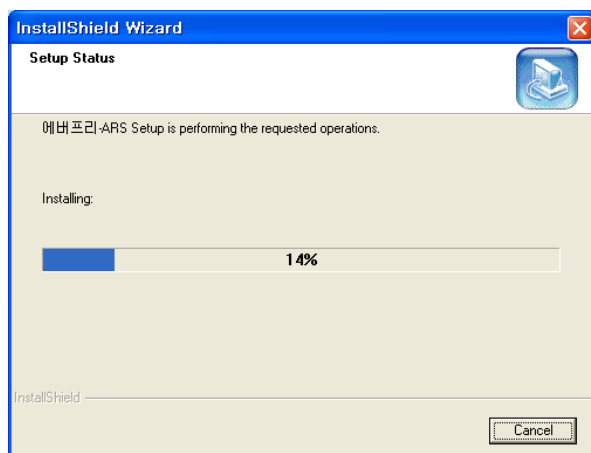 InstallShield Wizard
Setup Status
에버프리-ARS Setup is performing the requested operations.
Installing:
14%
InstallShield
Cancel